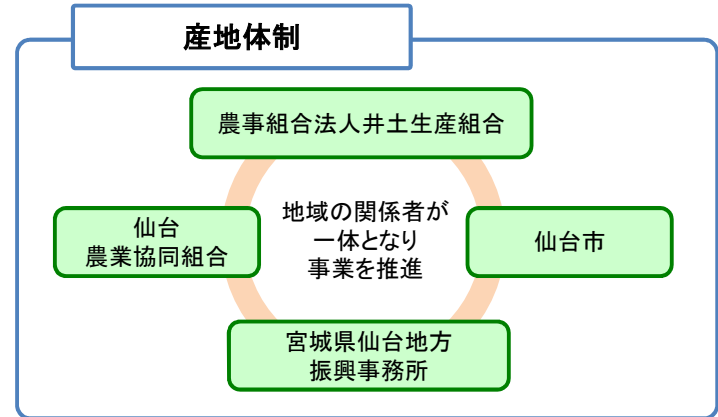 産地体制
農事組合法人井土生産組合
仙台
農業協同組合
地域の関係者が
一体となり
事業を推進
仙台市
宮城県仙台地方
振興事務所